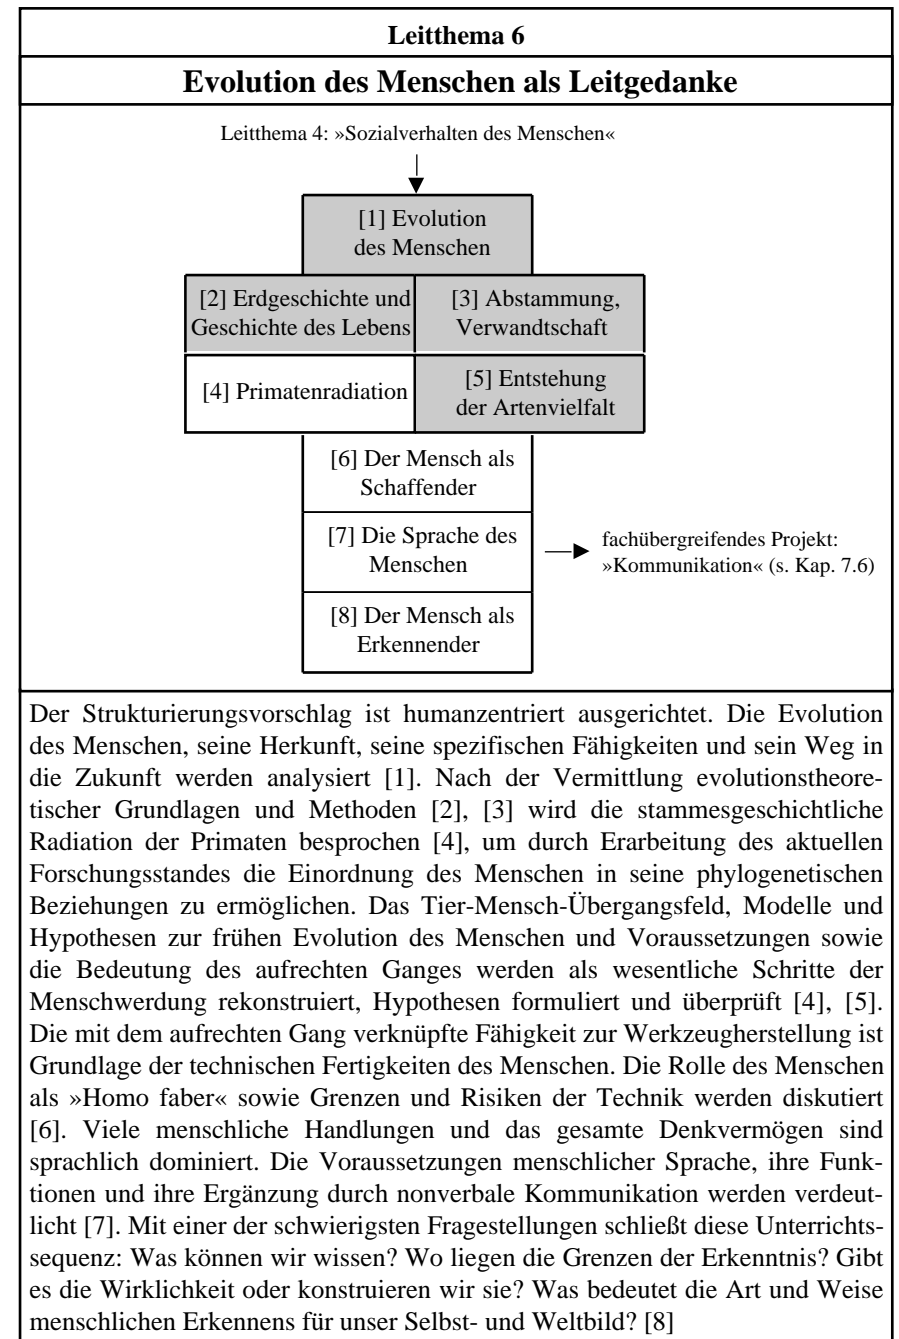 Leitthema 6
Evolution des Menschen als Leitgedanke
Leitthema 4: »Sozialverhalten des Menschen«
[1] Evolution
des Menschen
[2] Erdgeschichte und
Geschichte des Lebens
[3] Abstammung,
Verwandtschaft
[4] Primatenradiation
[5] Entstehung
der Artenvielfalt
[6] Der Mensch als
Schaffender
[7] Die Sprache des
Menschen
fachübergreifendes Projekt:
»Kommunikation« (s. Kap. 7.6)
[8] Der Mensch als
Erkennender
Der Strukturierungsvorschlag ist humanzentriert ausgerichtet. Die Evolution
des Menschen, seine Herkunft, seine spezifischen Fähigkeiten und sein Weg in
die Zukunft werden analysiert [1]. Nach der Vermittlung evolutionstheore-
tischer Grundlagen und Methoden [2], [3] wird die stammesgeschichtliche
Radiation der Primaten besprochen [4], um durch Erarbeitung des aktuellen
Forschungsstandes die Einordnung des Menschen in seine phylogenetischen
Beziehungen zu ermöglichen. Das Tier-Mensch-Übergangsfeld, Modelle und
Hypothesen zur frühen Evolution des Menschen und Voraussetzungen sowie
die Bedeutung des aufrechten Ganges werden als wesentliche Schritte der
Menschwerdung rekonstruiert, Hypothesen formuliert und überprüft [4], [5].
Die mit dem aufrechten Gang verknüpfte Fähigkeit zur Werkzeugherstellung ist
Grundlage der technischen Fertigkeiten des Menschen. Die Rolle des Menschen
als »Homo faber« sowie Grenzen und Risiken der Technik werden diskutiert
[6]. Viele menschliche Handlungen und das gesamte Denkvermögen sind
sprachlich dominiert. Die Voraussetzungen menschlicher Sprache, ihre Funk-
tionen und ihre Ergänzung durch nonverbale Kommunikation werden verdeut-
licht [7]. Mit einer der schwierigsten Fragestellungen schließt diese Unterrichts-
sequenz: Was können wir wissen? Wo liegen die Grenzen der Erkenntnis? Gibt
es die Wirklichkeit oder konstruieren wir sie? Was bedeutet die Art und Weise
menschlichen Erkennens für unser Selbst- und Weltbild? [8]